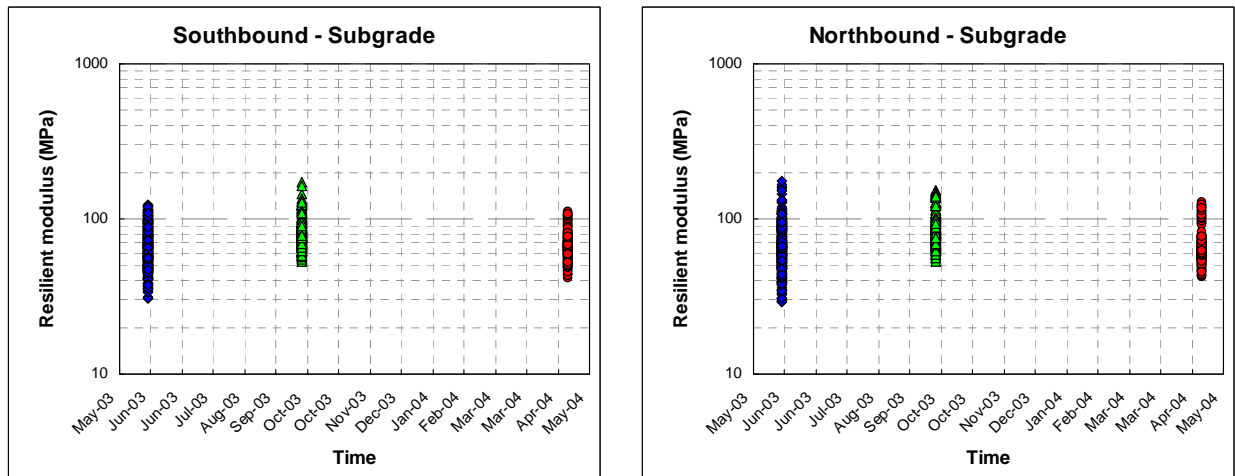 Southbound - Subgrade
1000
100
10
Resilient modulus (MPa)
May-03
Jun-03
Jun-03
Jul-03
Aug-03
Sep-03
Oct-03
Oct-03
Nov-03
Dec-03
Jan-04
Feb-04
Mar-04
Mar-04
Apr-04
May-04
Time
Northbound - Subgrade
1000
100
10
Resilient modulus (MPa)
May-03
Jun-03
Jun-03
Jul-03
Aug-03
Sep-03
Oct-03
Oct-03
Nov-03
Dec-03
Jan-04
Feb-04
Mar-04
Mar-04
Apr-04
May-04
Time